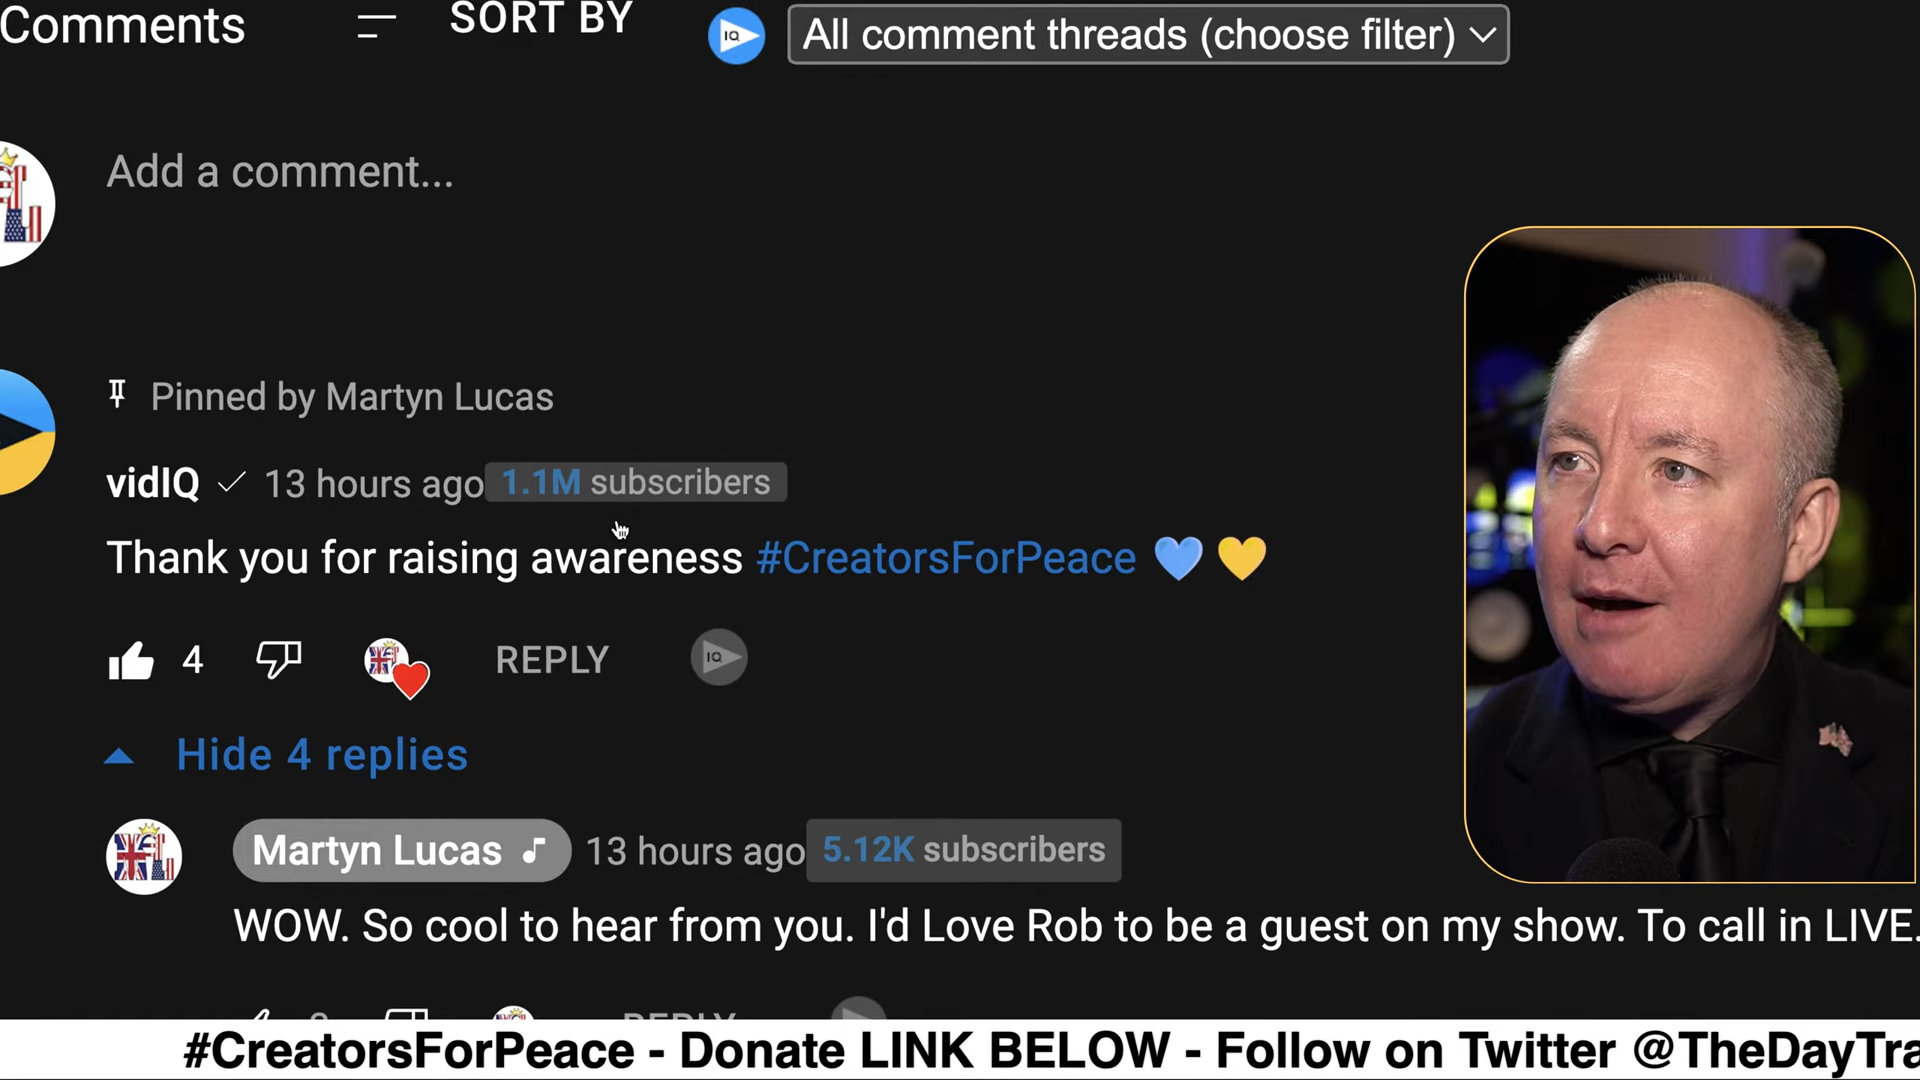 Comments
SORT BY
IQ
All comment threads (choose filter)
Add a comment...
Pinned by Martyn Lucas
vidIQ 13 hours ago 1.1M subscribers
Thank you for raising awareness #CreatorsForPeace 💙 💛
4 REPLY IQ
Hide 4 replies
Martyn Lucas 13 hours ago 5.12K subscribers
WOW. So cool to hear from you. I'd Love Rob to be a guest on my show. To call in LIVE.
REPLY
#CreatorsForPeace - Donate LINK BELOW - Follow on Twitter @TheDayTra